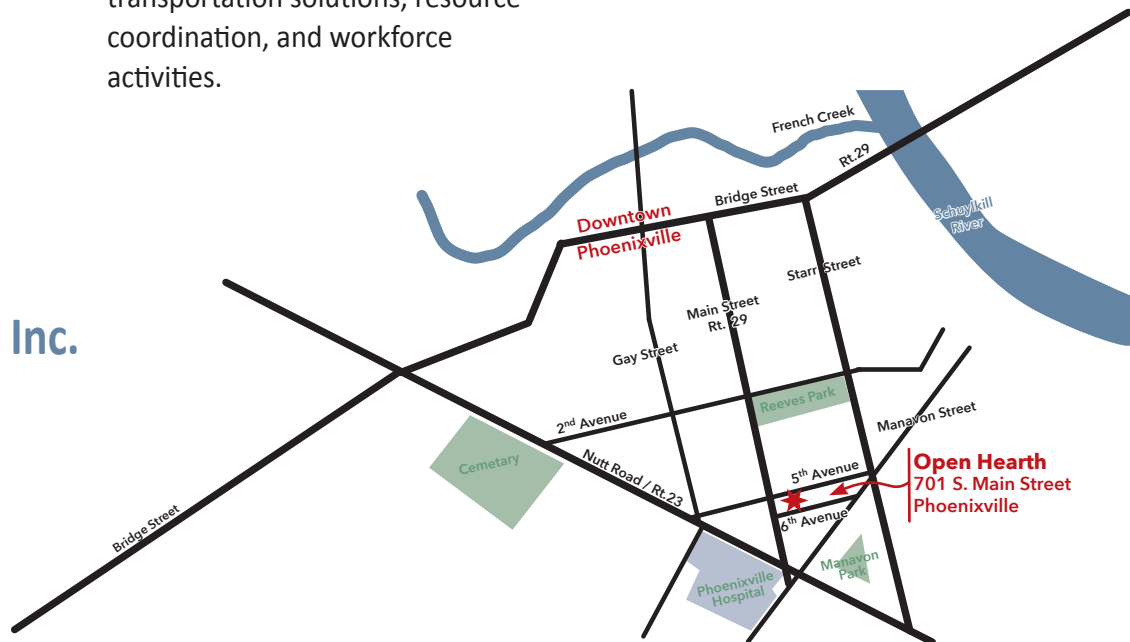 transportation solutions, resource
coordination, and workforce
activities.
French Creek
Rt.29
Bridge Street
Schuylkill
River
Downtown
Phoenixville
Starr Street
Main Street
Rt. 29
Inc.
Gay Street
Reeves Park
2nd Avenue
Manavon Street
Cemetary
Nutt Road / Rt.23
5th Avenue
Open Hearth
701 S. Main Street
Phoenixville
6th Avenue
Bridge Street
Manavon
Park
Phoenixville
Hospital